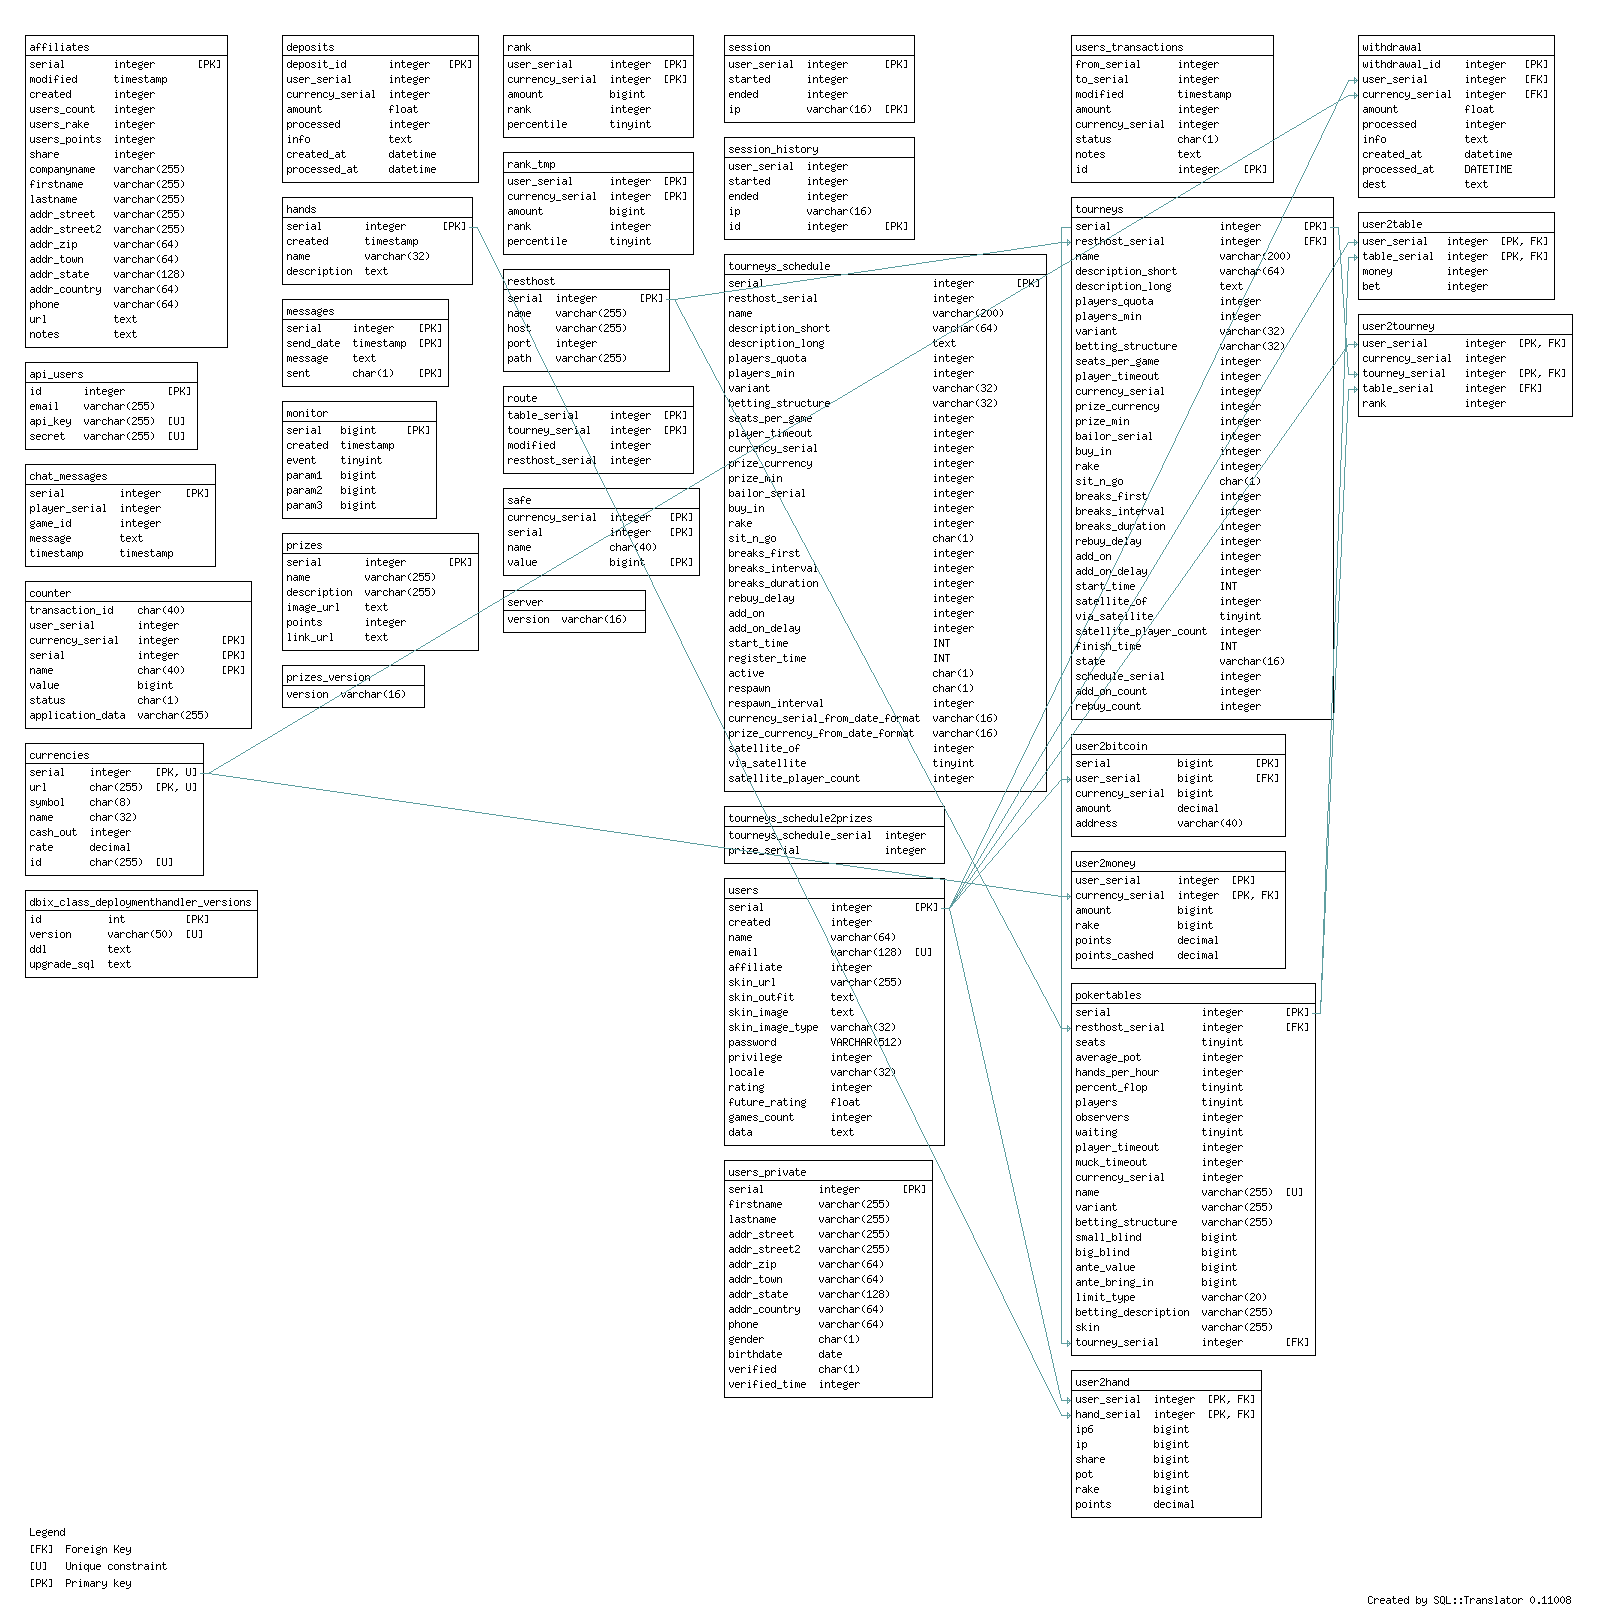 affiliates
serial integer [PK]
modified timestamp
created integer
users_count integer
users_rake integer
users_points integer
share integer
companyname varchar(255)
firstname varchar(255)
lastname varchar(255)
addr_street varchar(255)
addr_street2 varchar(255)
addr_zip varchar(64)
addr_town varchar(64)
addr_state varchar(128)
addr_country varchar(64)
phone varchar(64)
url text
notes text
api_users
id integer [PK]
email varchar(255)
api_key varchar(255) [U]
secret varchar(255) [U]
chat_messages
serial integer [PK]
player_serial integer
game_id integer
message text
timestamp timestamp
counter
transaction_id char(40)
user_serial integer
currency_serial integer [PK]
serial integer [PK]
name char(40) [PK]
value bigint
status char(1)
application_data varchar(255)
currencies
serial integer [PK, U]
url char(255) [PK, U]
symbol char(8)
name char(32)
cash_out integer
rate decimal
id char(255) [U]
dbix_class_deploymenthandler_versions
id int [PK]
version varchar(50) [U]
ddl text
upgrade_sql text
deposits
deposit_id integer [PK]
user_serial integer
currency_serial integer
amount float
processed integer
info text
created_at datetime
processed_at datetime
hands
serial integer [PK]
created timestamp
name varchar(32)
description text
messages
serial integer [PK]
send_date timestamp [PK]
message text
sent char(1) [PK]
monitor
serial bigint [PK]
created timestamp
event tinyint
param1 bigint
param2 bigint
param3 bigint
prizes
serial integer [PK]
name varchar(255)
description varchar(255)
image_url text
points integer
link_url text
prizes_version
version varchar(16)
rank
user_serial integer [PK]
currency_serial integer [PK]
amount bigint
rank integer
percentile tinyint
rank_tmp
user_serial integer [PK]
currency_serial integer [PK]
amount bigint
rank integer
percentile tinyint
resthost
serial integer [PK]
name varchar(255)
host varchar(255)
port integer
path varchar(255)
route
table_serial integer [PK]
tourney_serial integer [PK]
modified integer
resthost_serial integer
safe
currency_serial integer [PK]
serial integer [PK]
name char(40)
value bigint [PK]
server
version varchar(16)
session
user_serial integer [PK]
started integer
ended integer
ip varchar(16) [PK]
session_history
user_serial integer
started integer
ended integer
ip varchar(16)
id integer [PK]
tourneys_schedule
serial integer [PK]
resthost_serial integer
name varchar(200)
description_short varchar(64)
description_long text
players_quota integer
players_min integer
variant varchar(32)
betting_structure varchar(32)
seats_per_game integer
player_timeout integer
currency_serial integer
prize_currency integer
prize_min integer
bailor_serial integer
buy_in integer
rake integer
sit_n_go char(1)
breaks_first integer
breaks_interval integer
breaks_duration integer
rebuy_delay integer
add_on integer
add_on_delay integer
start_time INT
register_time INT
active char(1)
respawn char(1)
respawn_interval integer
currency_serial_from_date_format varchar(16)
prize_currency_from_date_format varchar(16)
satellite_of integer
via_satellite tinyint
satellite_player_count integer
tourneys_schedule2prizes
tourneys_schedule_serial integer
prize_serial integer
users
serial integer [PK]
created integer
name varchar(64)
email varchar(128) [U]
affiliate integer
skin_url varchar(255)
skin_outfit text
skin_image text
skin_image_type varchar(32)
password VARCHAR(512)
privilege integer
locale varchar(32)
rating integer
future_rating float
games_count integer
data text
users_private
serial integer [PK]
firstname varchar(255)
lastname varchar(255)
addr_street varchar(255)
addr_street2 varchar(255)
addr_zip varchar(64)
addr_town varchar(64)
addr_state varchar(128)
addr_country varchar(64)
phone varchar(64)
gender char(1)
birthdate date
verified char(1)
verified_time integer
users_transactions
from_serial integer
to_serial integer
modified timestamp
amount integer
currency_serial integer
status char(1)
notes text
id integer [PK]
tourneys
serial integer [PK]
resthost_serial integer [FK]
name varchar(200)
description_short varchar(64)
description_long text
players_quota integer
players_min integer
variant varchar(32)
betting_structure varchar(32)
seats_per_game integer
player_timeout integer
currency_serial integer
prize_currency integer
prize_min integer
bailor_serial integer
buy_in integer
rake integer
sit_n_go char(1)
breaks_first integer
breaks_interval integer
breaks_duration integer
rebuy_delay integer
add_on integer
add_on_delay integer
start_time INT
satellite_of integer
via_satellite tinyint
satellite_player_count integer
finish_time INT
state varchar(16)
schedule_serial integer
add_on_count integer
rebuy_count integer
user2bitcoin
serial bigint [PK]
user_serial bigint [FK]
currency_serial bigint
amount decimal
address varchar(40)
user2money
user_serial integer [PK]
currency_serial integer [PK, FK]
amount bigint
rake bigint
points decimal
points_cashed decimal
pokertables
serial integer [PK]
resthost_serial integer [FK]
seats tinyint
average_pot integer
hands_per_hour integer
percent_flop tinyint
players tinyint
observers integer
waiting tinyint
player_timeout integer
muck_timeout integer
currency_serial integer
name varchar(255) [U]
variant varchar(255)
betting_structure varchar(255)
small_blind bigint
big_blind bigint
ante_value bigint
ante_bring_in bigint
limit_type varchar(20)
betting_description varchar(255)
skin varchar(255)
tourney_serial integer [FK]
user2hand
user_serial integer [PK, FK]
hand_serial integer [PK, FK]
ip6 bigint
ip bigint
share bigint
pot bigint
rake bigint
points decimal
withdrawal
withdrawal_id integer [PK]
user_serial integer [FK]
currency_serial integer [FK]
amount float
processed integer
info text
created_at datetime
processed_at DATETIME
dest text
user2table
user_serial integer [PK, FK]
table_serial integer [PK, FK]
money integer
bet integer
user2tourney
user_serial integer [PK, FK]
currency_serial integer
tourney_serial integer [PK, FK]
table_serial integer [FK]
rank integer
Legend
[FK] Foreign Key
[U] Unique constraint
[PK] Primary key
Created by SQL::Translator 0.11008